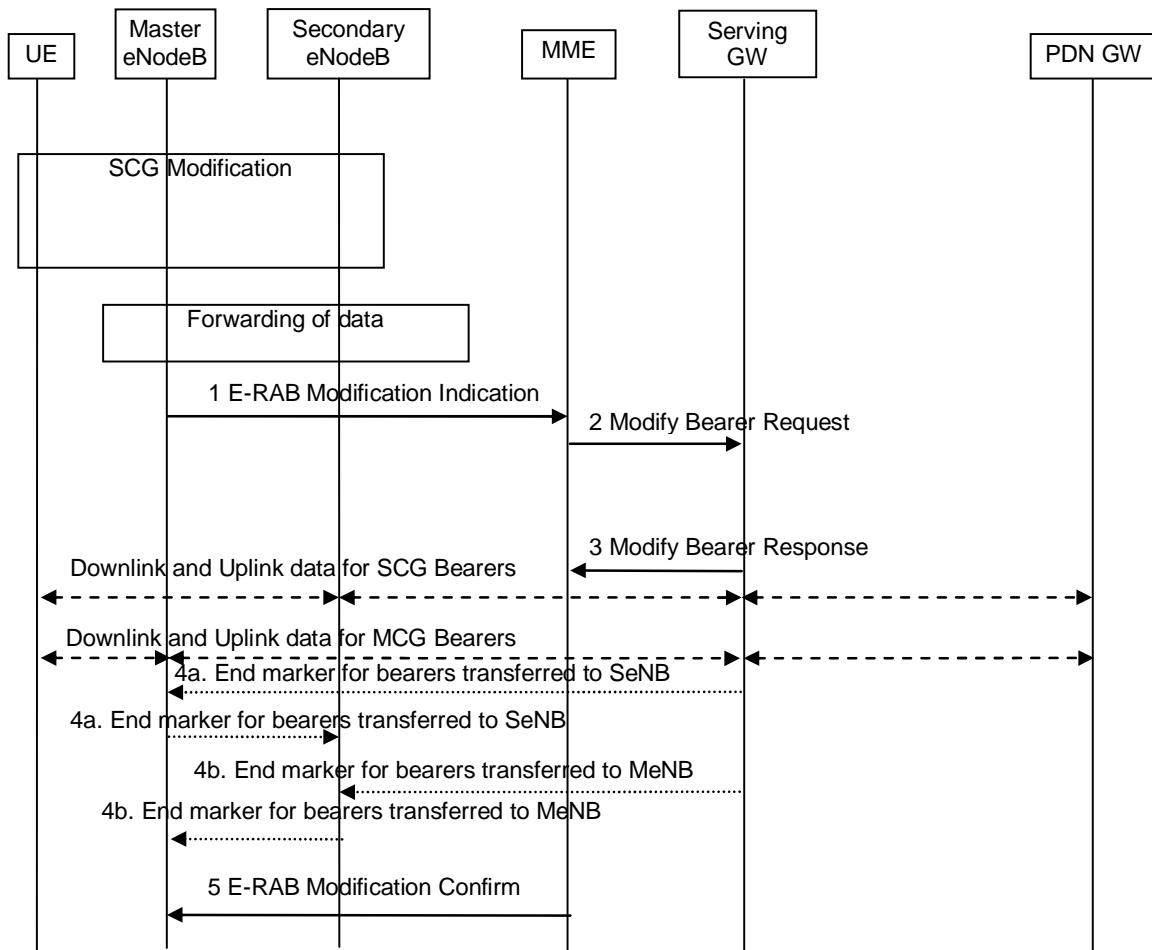 UE
Master
eNodeB
Secondary
eNodeB
MME
Serving
GW
PDN GW
SCG Modification
Forwarding of data
1 E-RAB Modification Indication
2 Modify Bearer Request
3 Modify Bearer Response
Downlink and Uplink data for SCG Bearers
Downlink and Uplink data for MCG Bearers
4a. End marker for bearers transferred to SeNB
4a. End marker for bearers transferred to SeNB
4b. End marker for bearers transferred to MeNB
4b. End marker for bearers transferred to MeNB
5 E-RAB Modification Confirm